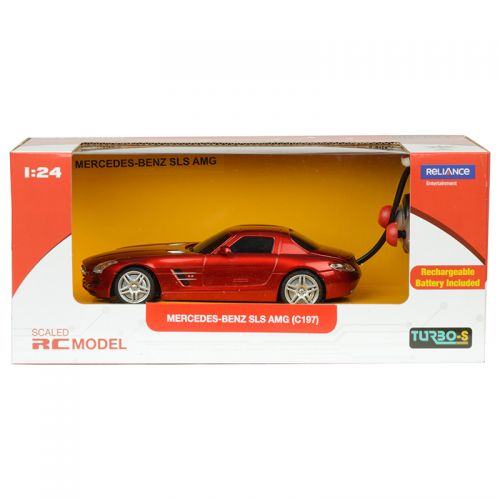 1:24
MERCEDES-BENZ SLS AMG
RELIANCE
Entertainment
Rechargeable
Battery Included
MERCEDES-BENZ SLS AMG (C197)
SCALED
RC MODEL
TURBO-S